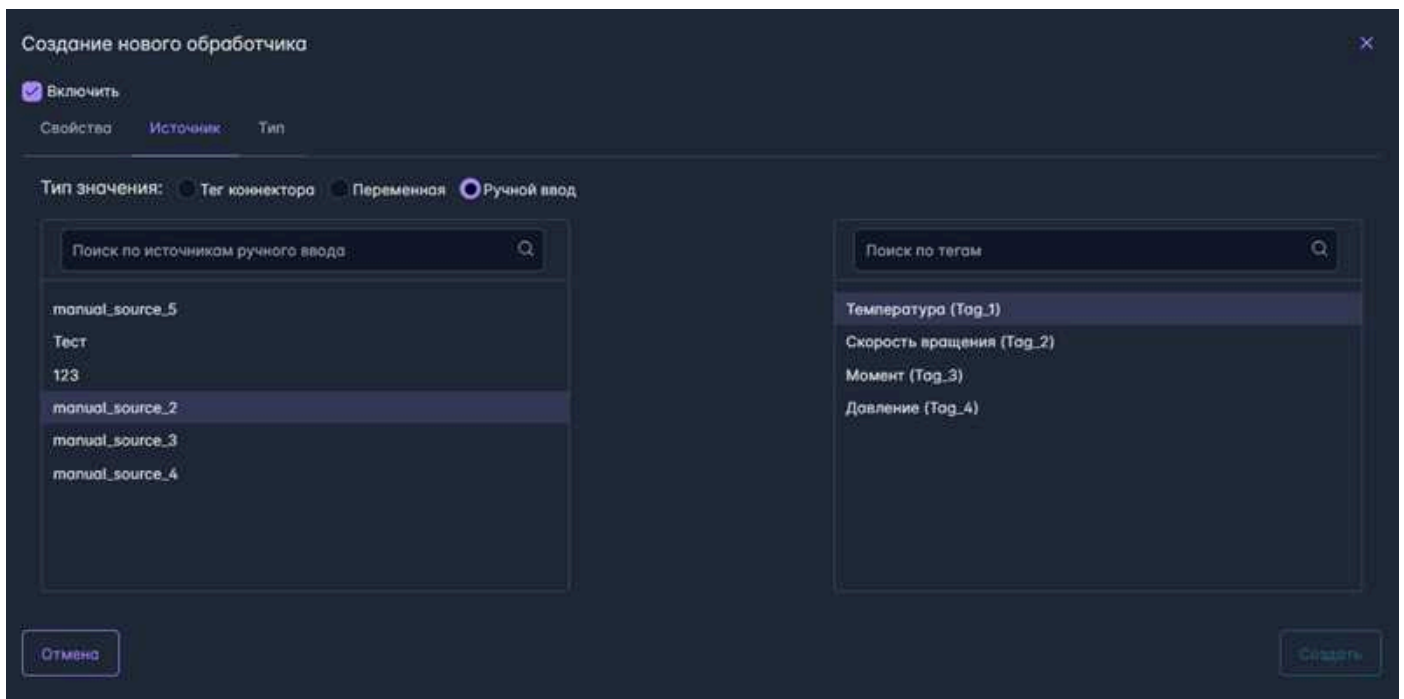 Создание нового обработчика
Включить
Свойства Источник Тип
Тип значения: Тег коннектора Переменная Ручной ввод
Поиск по источникам ручного ввода
manual_source_5
Тест
123
manual_source_2
manual_source_3
manual_source_4
Поиск по тегам
Температура (Tag_1)
Скорость вращения (Tag_2)
Момент (Tag_3)
Давление (Tag_4)
Отмена
Создать